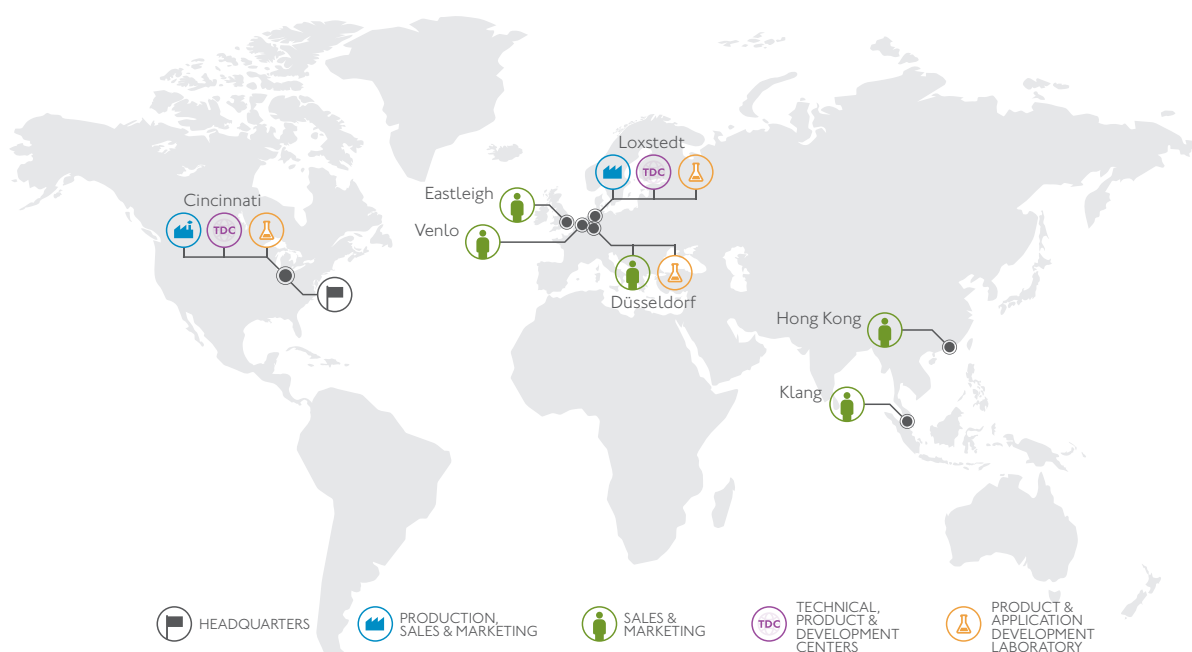 Loxstedt
TDC
Eastleigh
Cincinnati
TDC
Venlo
Düsseldorf
Hong Kong
Klang
HEADQUARTERS
PRODUCTION,
SALES & MARKETING
SALES &
MARKETING
TDC
TECHNICAL,
PRODUCT &
DEVELOPMENT
CENTERS
PRODUCT &
APPLICATION
DEVELOPMENT
LABORATORY